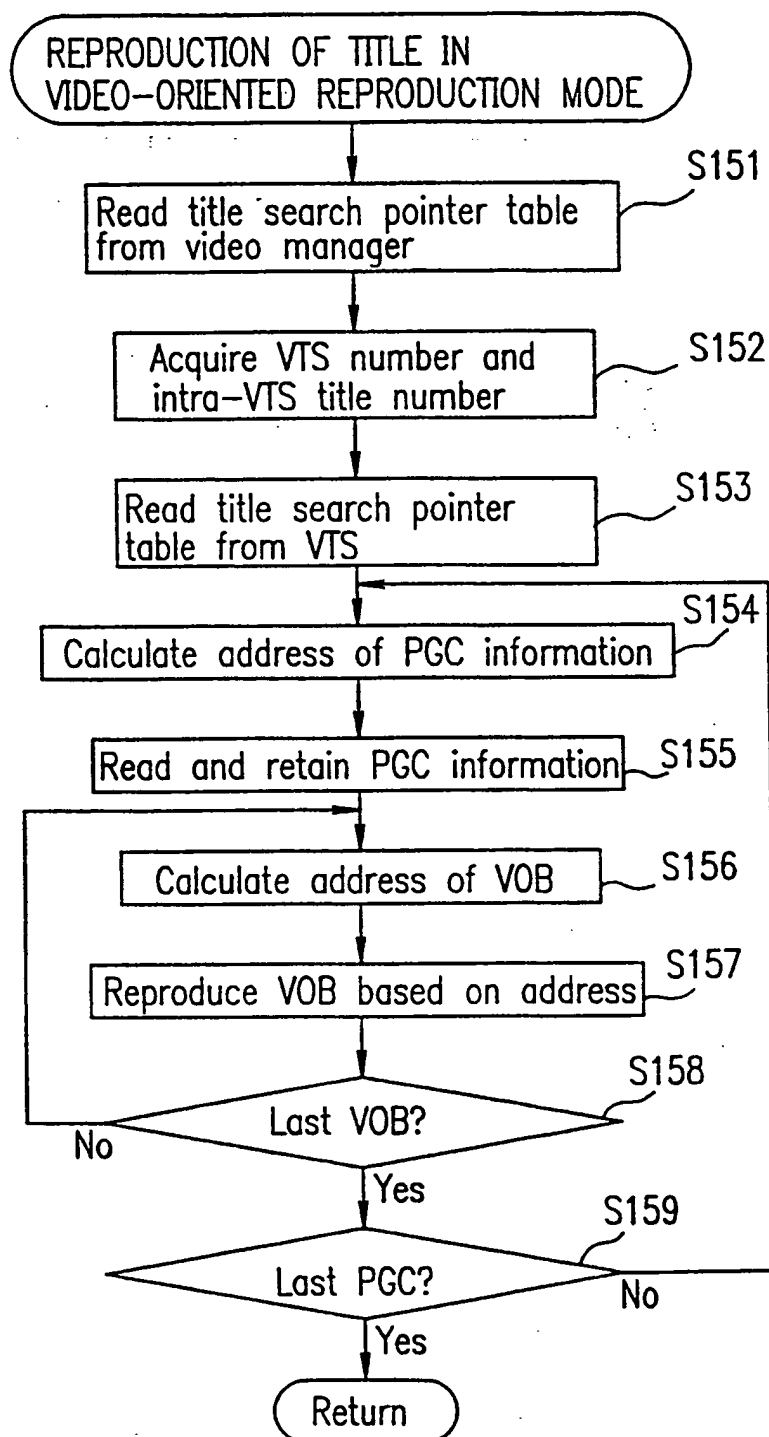 REPRODUCTION OF TITLE IN
VIDEO-ORIENTED REPRODUCTION MODE
S151
Read title search pointer table
from video manager
S152
Acquire VTS number and
intra-VTS title number
S153
Read title search pointer
table from VTS
S154
Calculate address of PGC information
Read and retain PGC information
S155
Calculate address of VOB
S156
S157
Reproduce VOB based on address
S158
Last VOB?
No
Yes
S159
Last PGC?
No
Yes
Return